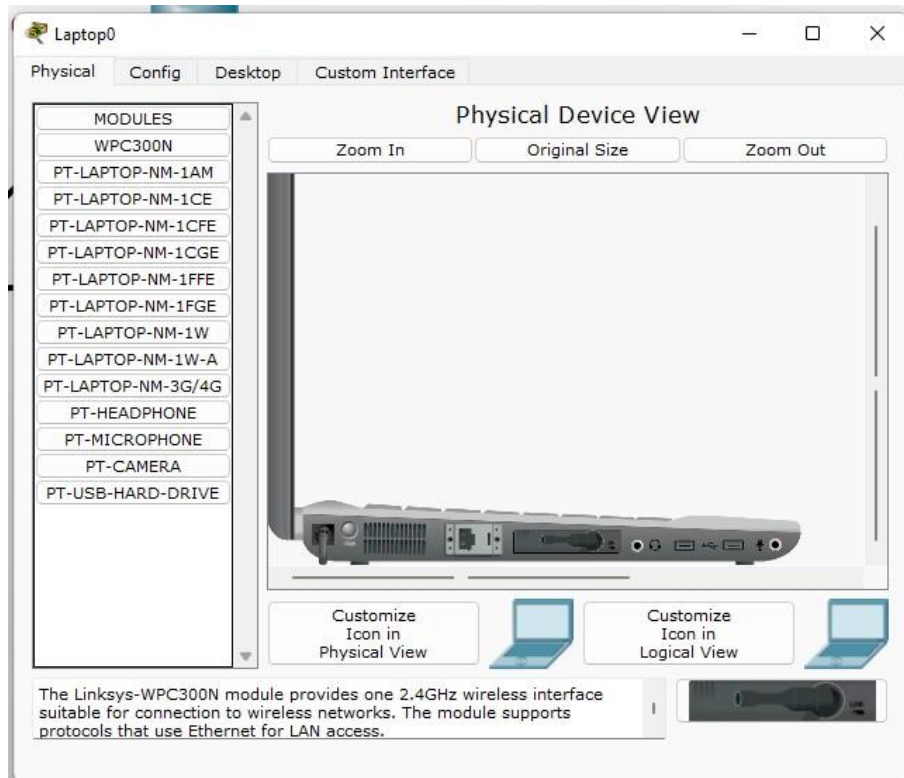 Laptop0
Physical Config Desktop Custom Interface
MODULES
WPC300N
PT-LAPTOP-NM-1AM
PT-LAPTOP-NM-1CE
PT-LAPTOP-NM-1CFE
PT-LAPTOP-NM-1CGE
PT-LAPTOP-NM-1FFE
PT-LAPTOP-NM-1FGE
PT-LAPTOP-NM-1W
PT-LAPTOP-NM-1W-A
PT-LAPTOP-NM-3G/4G
PT-HEADPHONE
PT-MICROPHONE
PT-CAMERA
PT-USB-HARD-DRIVE
Physical Device View
Zoom In Original Size Zoom Out
Customize
Icon in
Physical View
Customize
Icon in
Logical View
The Linksys-WPC300N module provides one 2.4GHz wireless interface
suitable for connection to wireless networks. The module supports
protocols that use Ethernet for LAN access.